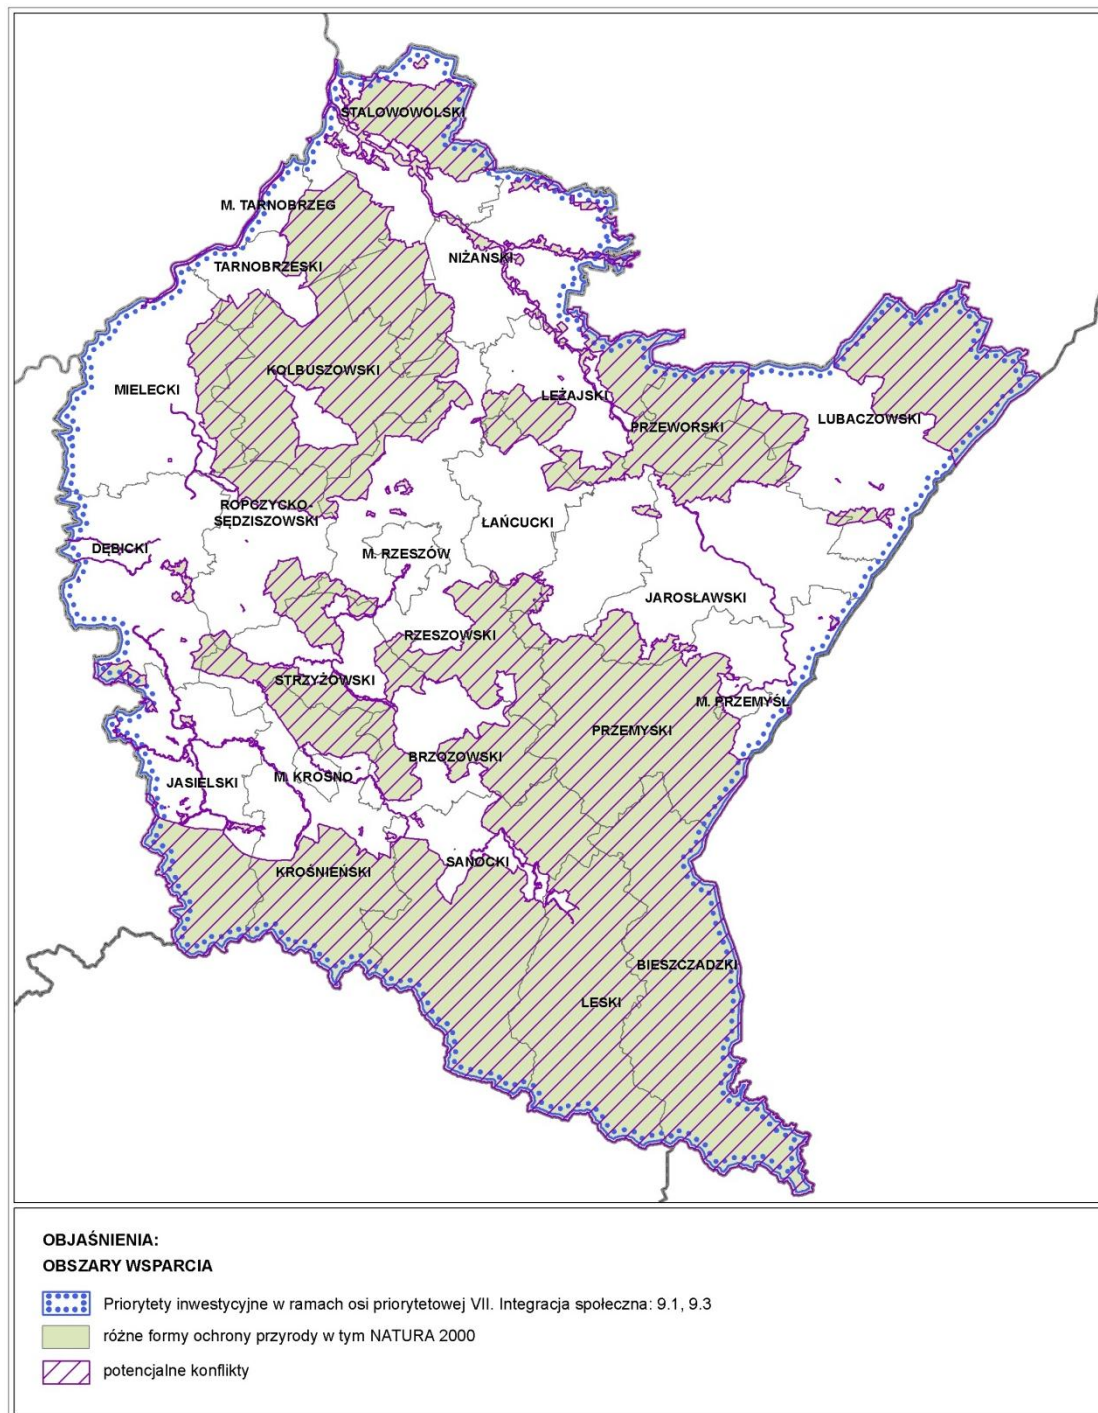 STALOWOWOLSKI
M. TARNOBRZEG
NIŻAŃSKI
TARNOBRZESKI
KOLBUSZOWSKI
MIELECKI
LEŻAJSKI
LUBACZOWSKI
PRZEWORSKI
ROPCZYCKO-
SĘDZISZOWSKI
ŁAŃCUCKI
DĘBICKI
M. RZESZÓW
JAROSŁAWSKI
RZESZOWSKI
STRZYŻOWSKI
M. PRZEMYŚL
PRZEMYSKI
BRZOZOWSKI
JASIELSKI
M. KROSNO
SANOCKI
KROŚNIEŃSKI
BIESZCZADZKI
LESKI
OBJAŚNIENIA:
OBSZARY WSPARCIA
Priorytety inwestycyjne w ramach osi priorytetowej VII. Integracja społeczna: 9.1, 9.3
różne formy ochrony przyrody w tym NATURA 2000
potencjalne konflikty